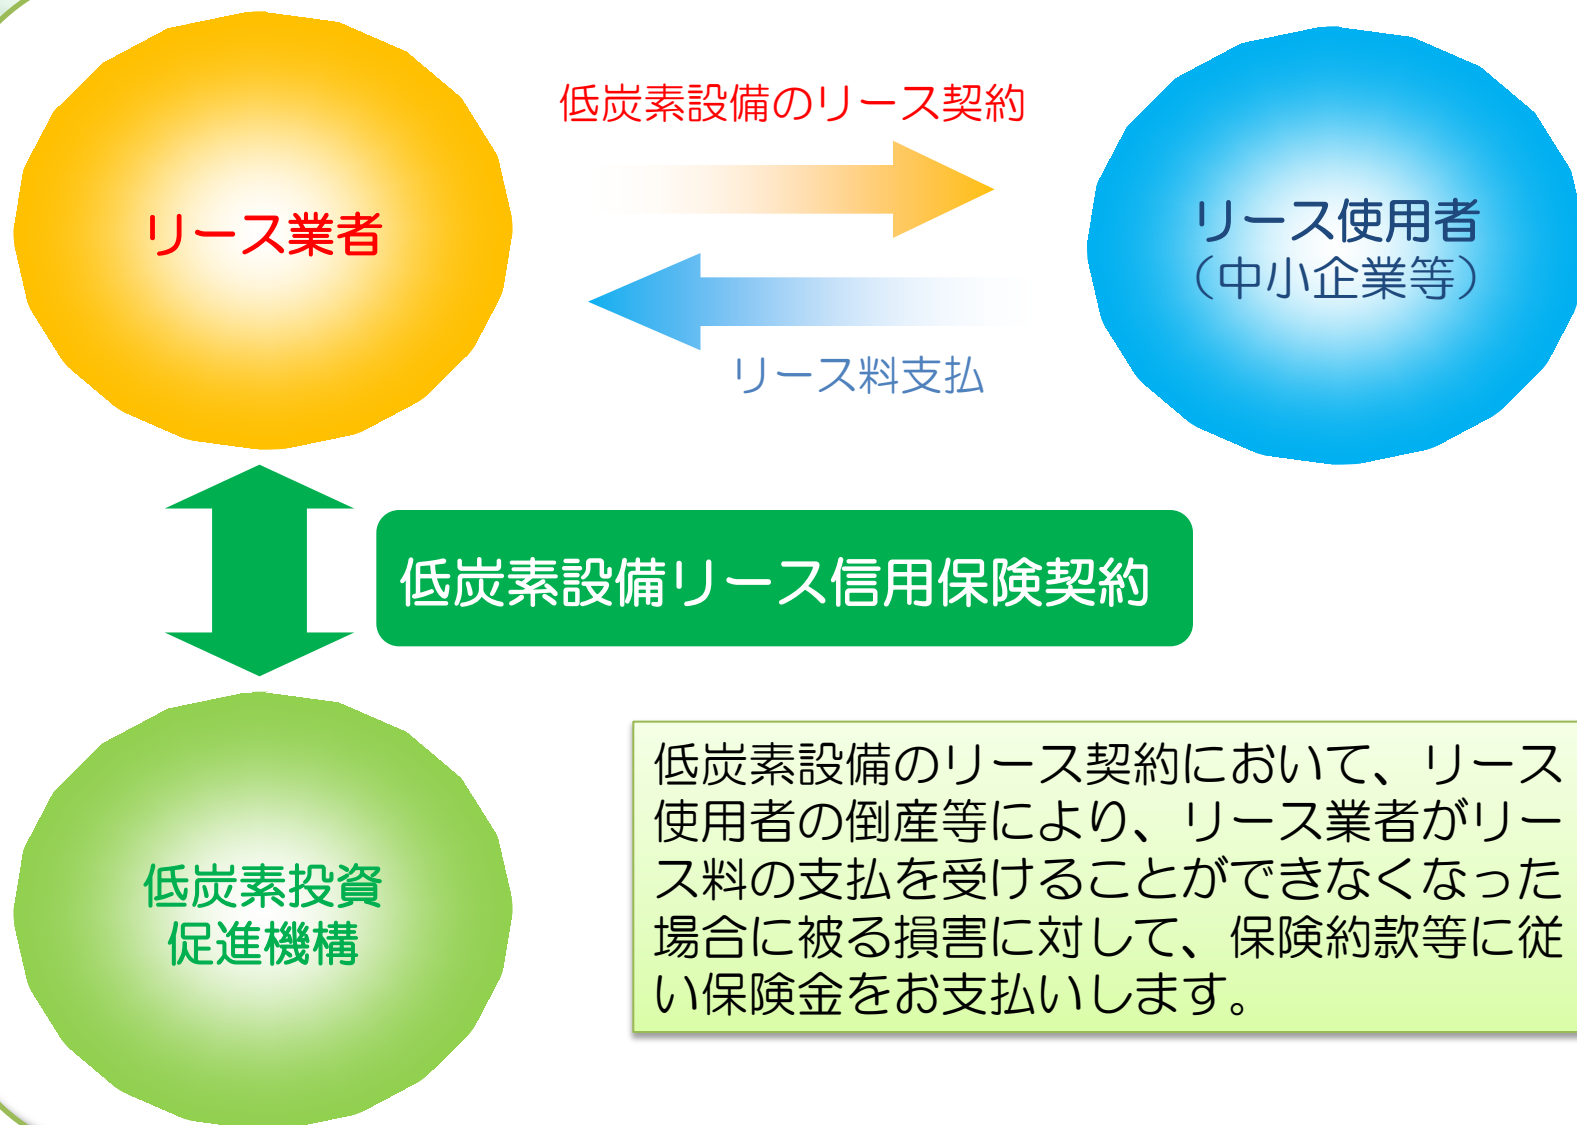 低炭素設備のリース契約
リース業者
リース使用者
（中小企業等）
リース料支払
低炭素設備リース信用保険契約
低炭素投資
促進機構
低炭素設備のリース契約において、リース
使用者の倒産等により、リース業者がリー
ス料の支払を受けることができなくなった
場合に被る損害に対して、保険約款等に従
い保険金をお支払いします。